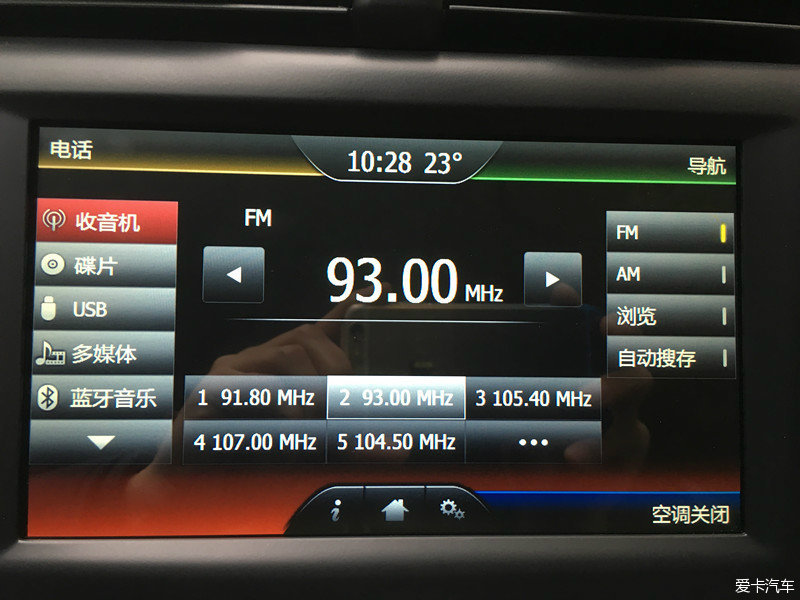 电话
10:28 23°
导航
收音机
碟片
USB
多媒体
蓝牙音乐
FM
93.00 MHz
1 91.80 MHz
2 93.00 MHz
3 105.40 MHz
4 107.00 MHz
5 104.50 MHz
•••
FM
AM
浏览
自动搜存
i
空调关闭
爱卡汽车